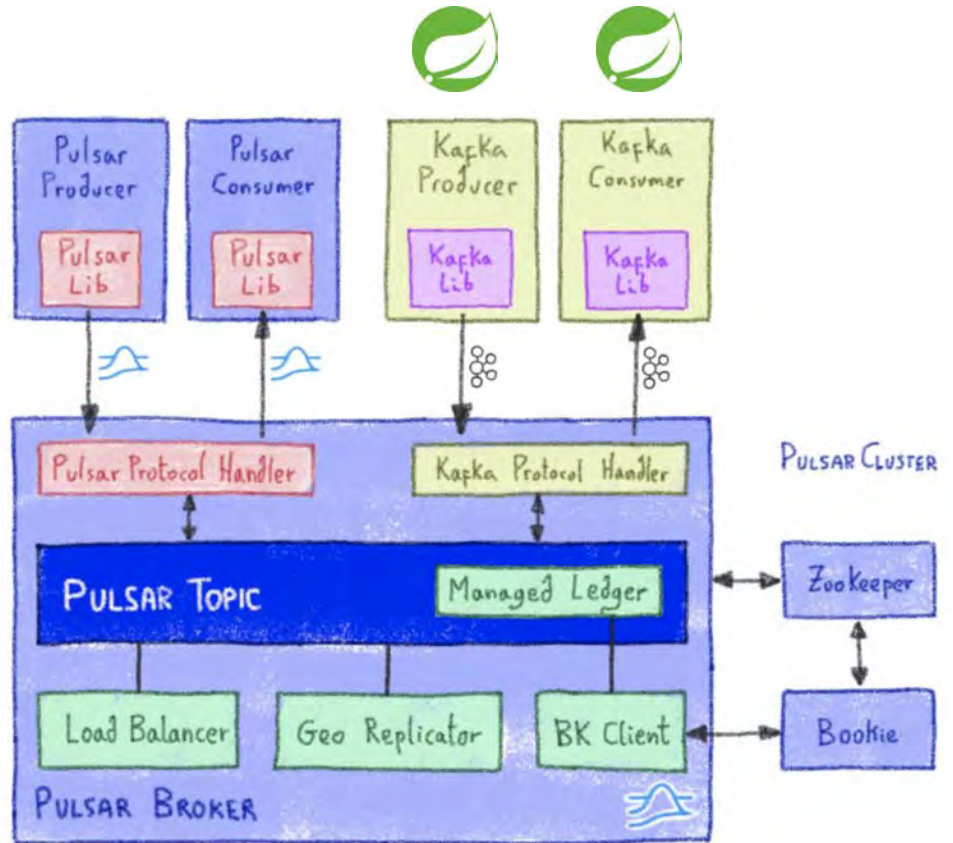 Pulsar
Producer
Pulsar
Lib
Pulsar
Consumer
Pulsar
Lib
Kafka
Producer
Kafka
Lib
Kafka
Consumer
Kafka
Lib
Pulsar Protocol Handler
Kafka Protocol Handler
PULSAR CLUSTER
PULSAR TOPIC
Managed Ledger
Zookeeper
Load Balancer
Geo Replicator
BK Client
Bookie
PULSAR BROKER